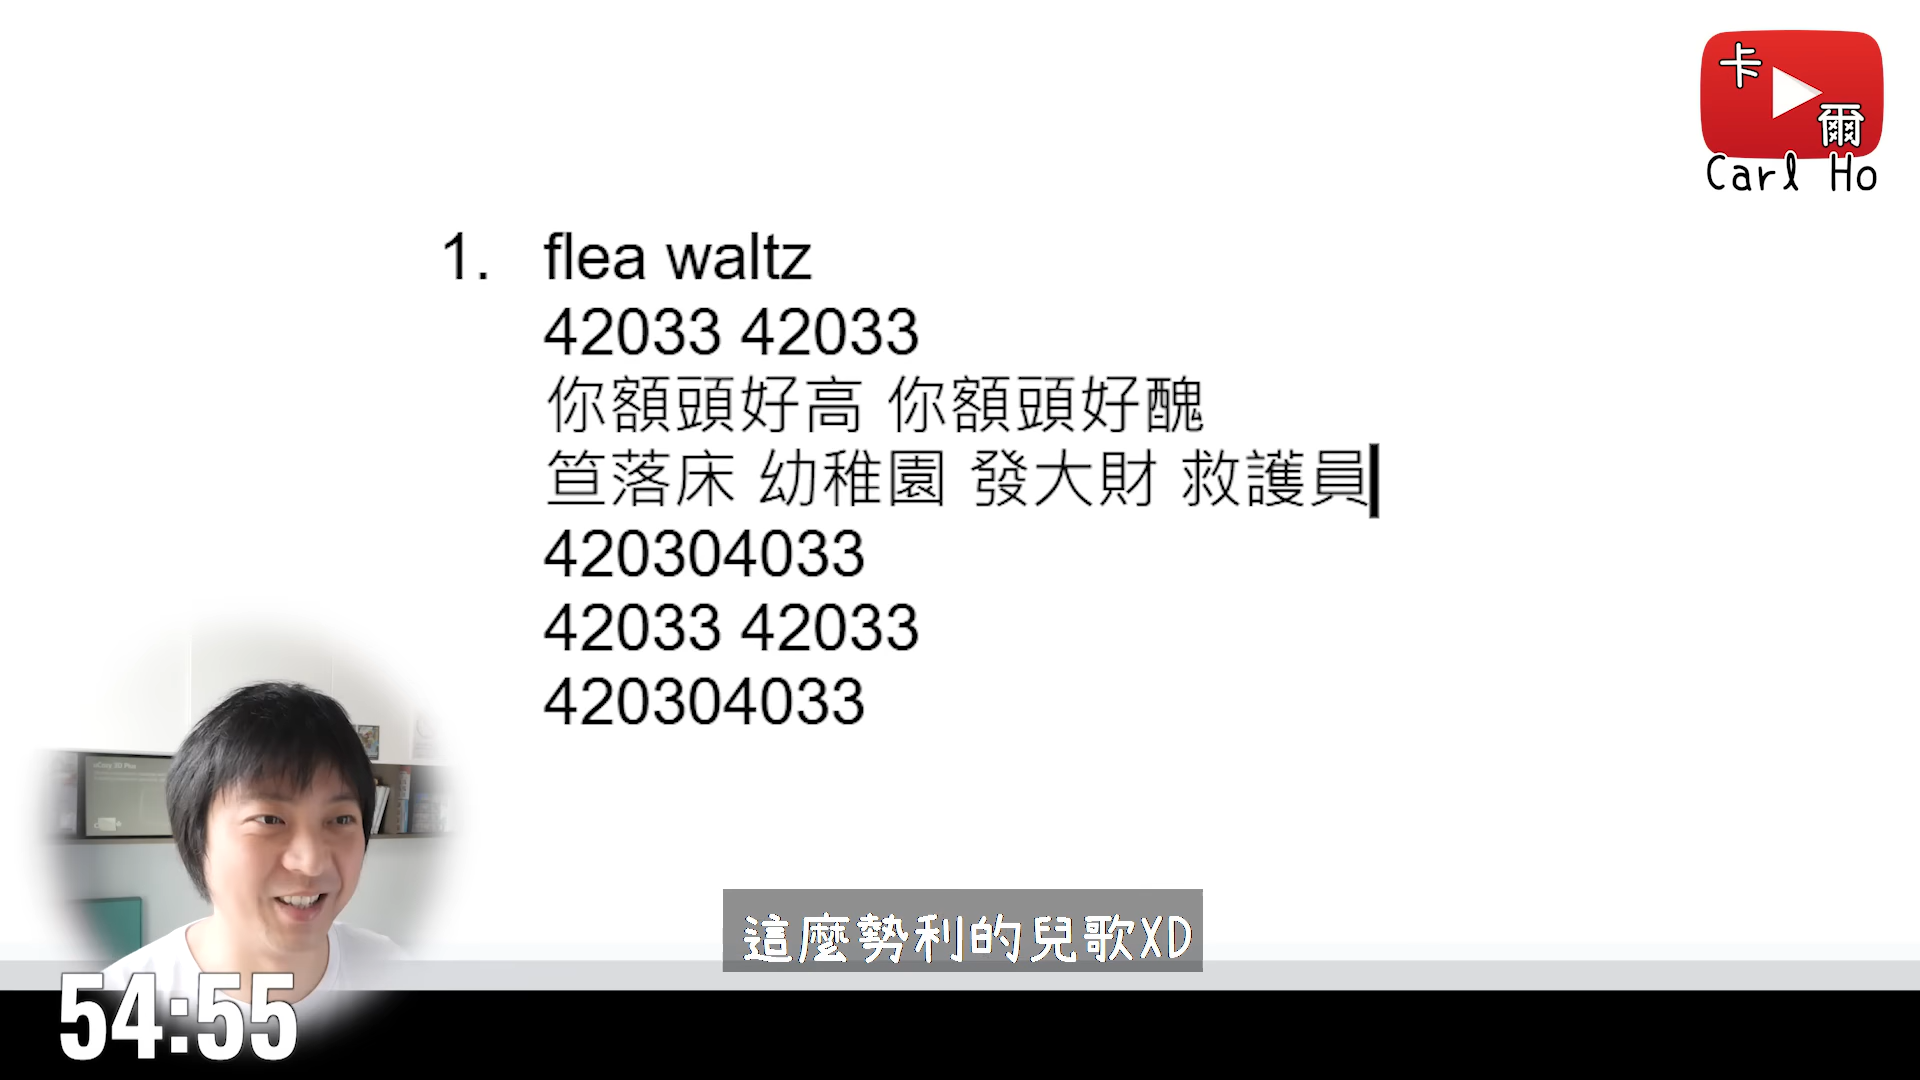 卡
爾
Carl Ho
1. flea waltz
42033 42033
你額頭好高 你額頭好醜
笪落床 幼稚園 發大財 救護員
420304033
42033 42033
420304033
這麼勢利的兒歌XD
54:55